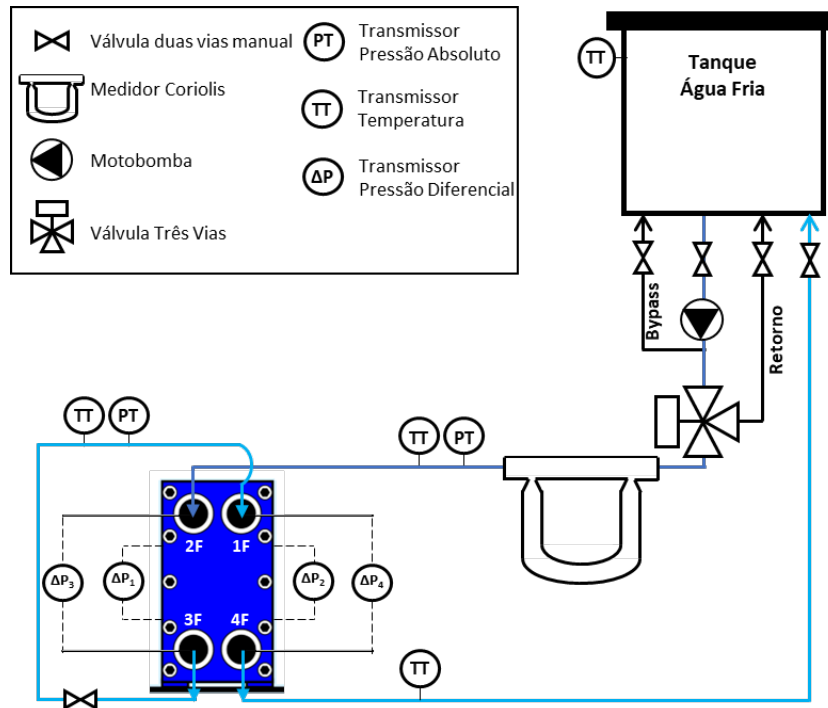 Válvula duas vias manual
Medidor Coriolis
Motobomba
Válvula Três Vias
PT
Transmissor
Pressão Absoluto
TT
Transmissor
Temperatura
ΔP
Transmissor
Pressão Diferencial
TT
Tanque
Água Fria
Bypass
Retorno
TT
PT
TT
PT
2F
1F
ΔP₃
ΔP₁
ΔP₂
ΔP₄
3F
4F
TT